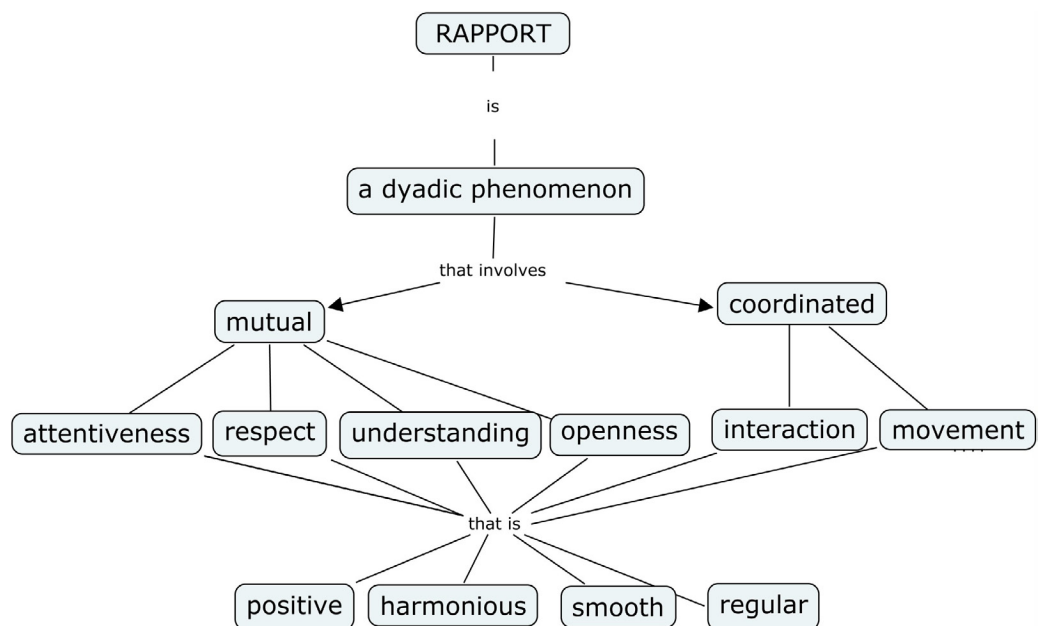 RAPPORT
is
a dyadic phenomenon
that involves
mutual
coordinated
attentiveness
respect
understanding
openness
interaction
movement
that is
positive
harmonious
smooth
regular